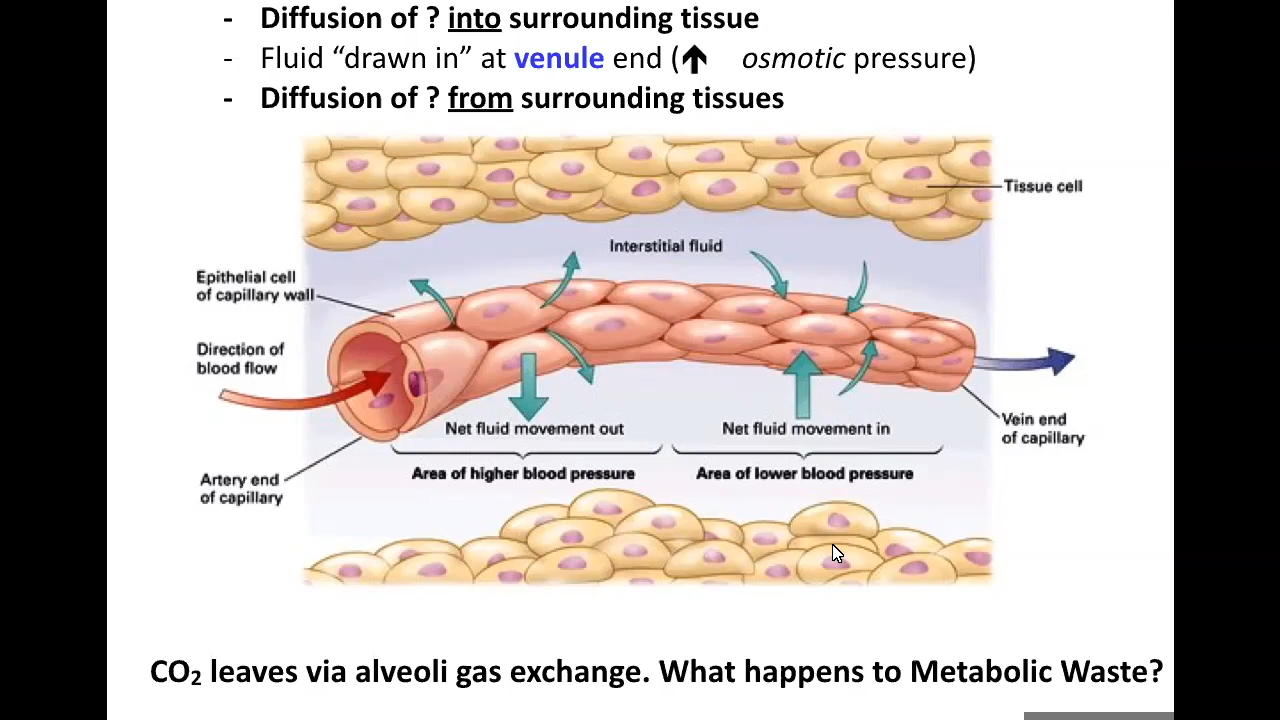 - Diffusion of ? into surrounding tissue
- Fluid “drawn in” at venule end (↑ osmotic pressure)
- Diffusion of ? from surrounding tissues
Tissue cell
Interstitial fluid
Epithelial cell
of capillary wall
Direction of
blood flow
Net fluid movement out
Net fluid movement in
Vein end
of capillary
Area of higher blood pressure
Area of lower blood pressure
Artery end
of capillary
CO₂ leaves via alveoli gas exchange. What happens to Metabolic Waste?